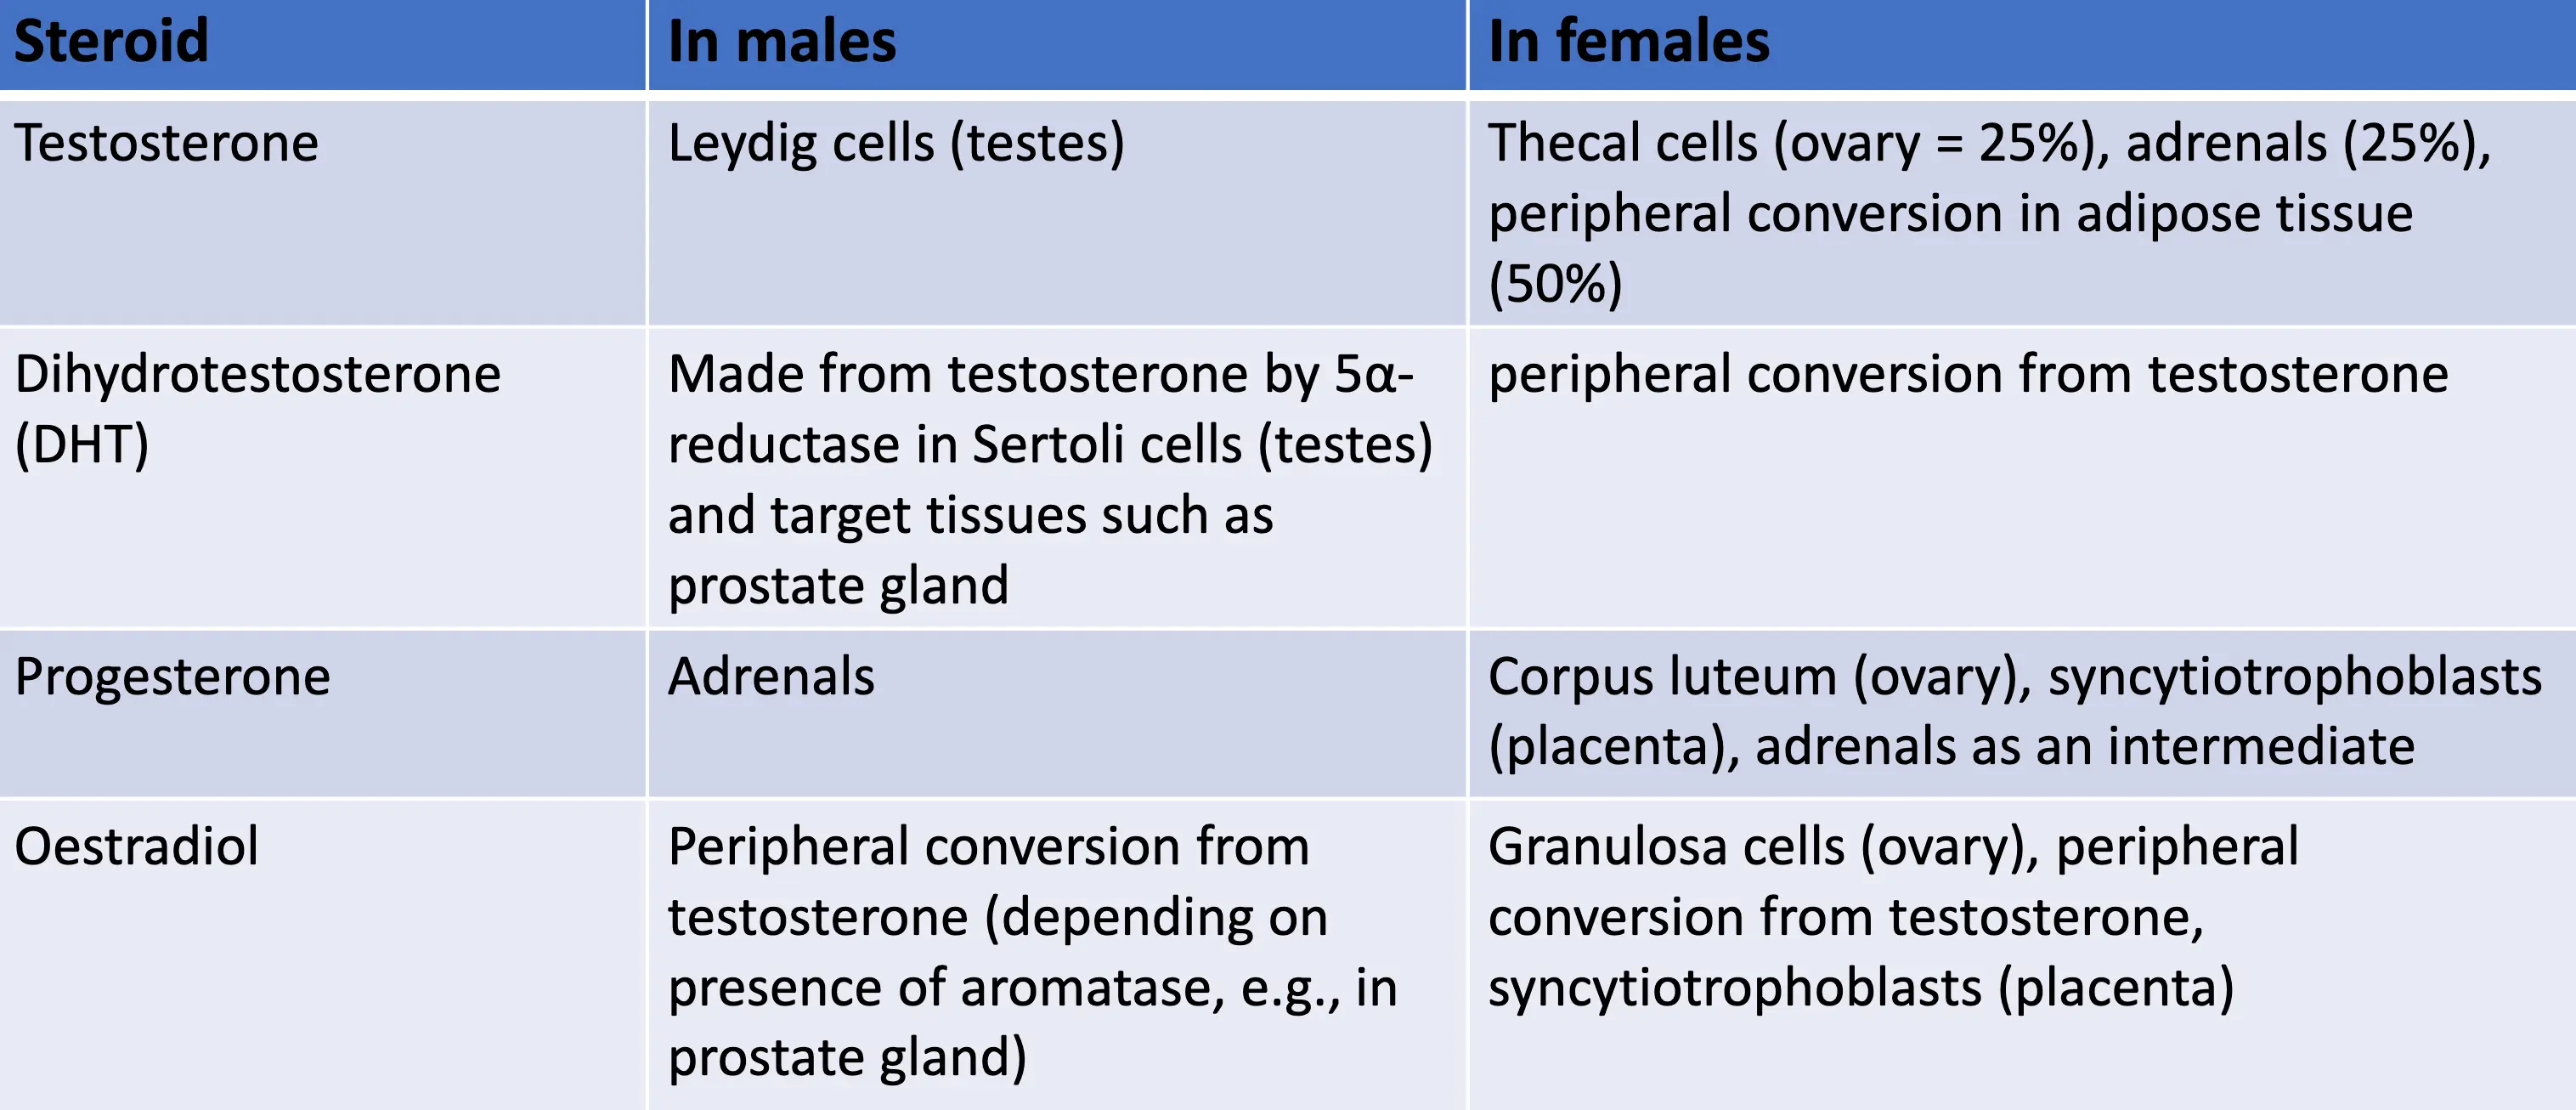 Steroid
In males
In females
Testosterone
Leydig cells (testes)
Thecal cells (ovary = 25%), adrenals (25%),
peripheral conversion in adipose tissue
(50%)
Dihydrotestosterone
(DHT)
Made from testosterone by 5α-
reductase in Sertoli cells (testes)
and target tissues such as
prostate gland
peripheral conversion from testosterone
Progesterone
Adrenals
Corpus luteum (ovary), syncytiotrophoblasts
(placenta), adrenals as an intermediate
Oestradiol
Peripheral conversion from
testosterone (depending on
presence of aromatase, e.g., in
prostate gland)
Granulosa cells (ovary), peripheral
conversion from testosterone,
syncytiotrophoblasts (placenta)